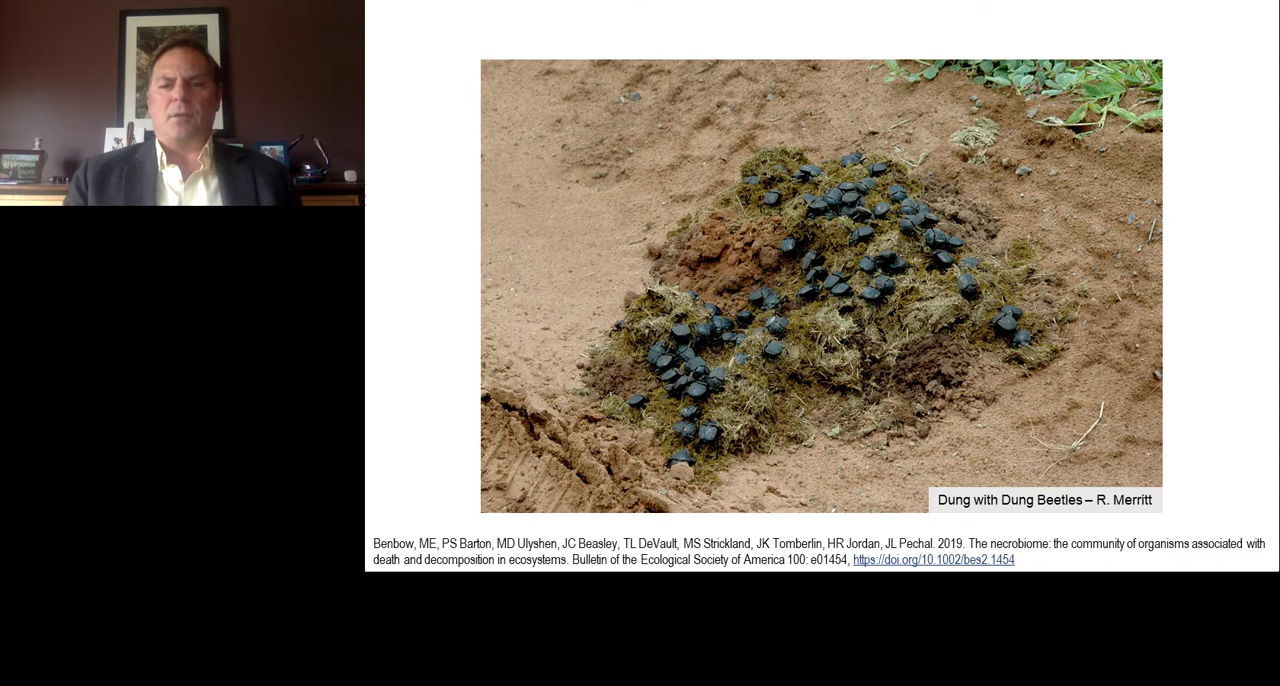 Dung with Dung Beetles – R. Merritt
Benbow, ME, PS Barton, MD Ulyshen, JC Beasley, TL DeVault, MS Strickland, JK Tomberlin, HR Jordan, JL Pechal. 2019. The necrobiome: the community of organisms associated with
death and decomposition in ecosystems. Bulletin of the Ecological Society of America 100: e01454, https://doi.org/10.1002/bes2.1454